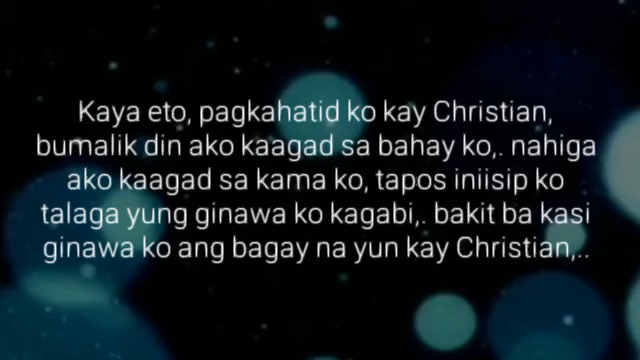 Kaya eto, pagkahatid ko kay Christian,
bumalik din ako kaagad sa bahay ko,. nahiga
ako kaagad sa kama ko, tapos iniisip ko
talaga yung ginawa ko kagabi,. bakit ba kasi
ginawa ko ang bagay na yun kay Christian,..